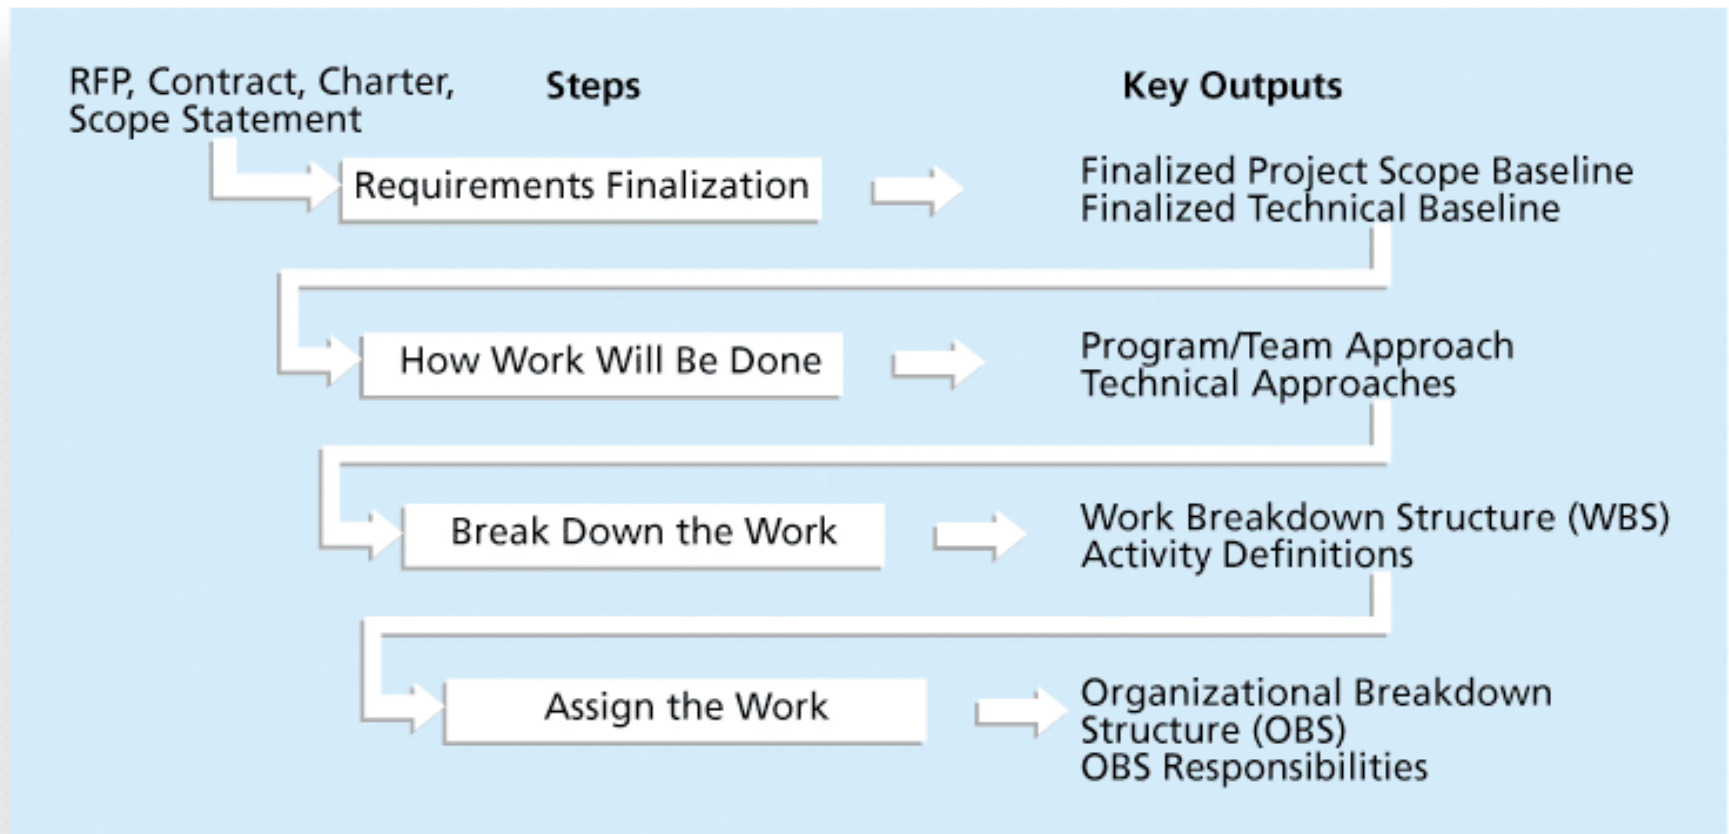 RFP, Contract, Charter,
Scope Statement
Steps
Key Outputs
Requirements Finalization
Finalized Project Scope Baseline
Finalized Technical Baseline
How Work Will Be Done
Program/Team Approach
Technical Approaches
Break Down the Work
Work Breakdown Structure (WBS)
Activity Definitions
Assign the Work
Organizational Breakdown
Structure (OBS)
OBS Responsibilities